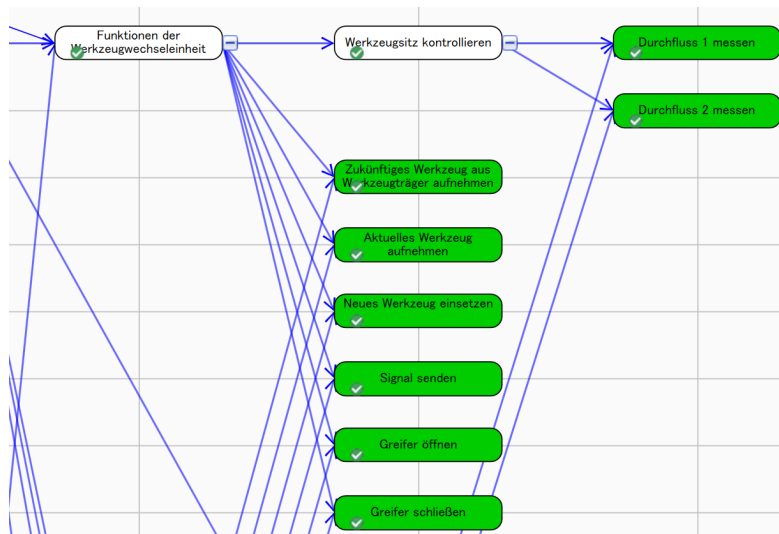 Funktionen der
Werkzeugwechseleinheit
Werkzeugsitz kontrollieren
Durchfluss 1 messen
Durchfluss 2 messen
Zukünftiges Werkzeug aus
Werkzeugträger aufnehmen
Aktuelles Werkzeug
aufnehmen
Neues Werkzeug einsetzen
Signal senden
Greifer öffnen
Greifer schließen